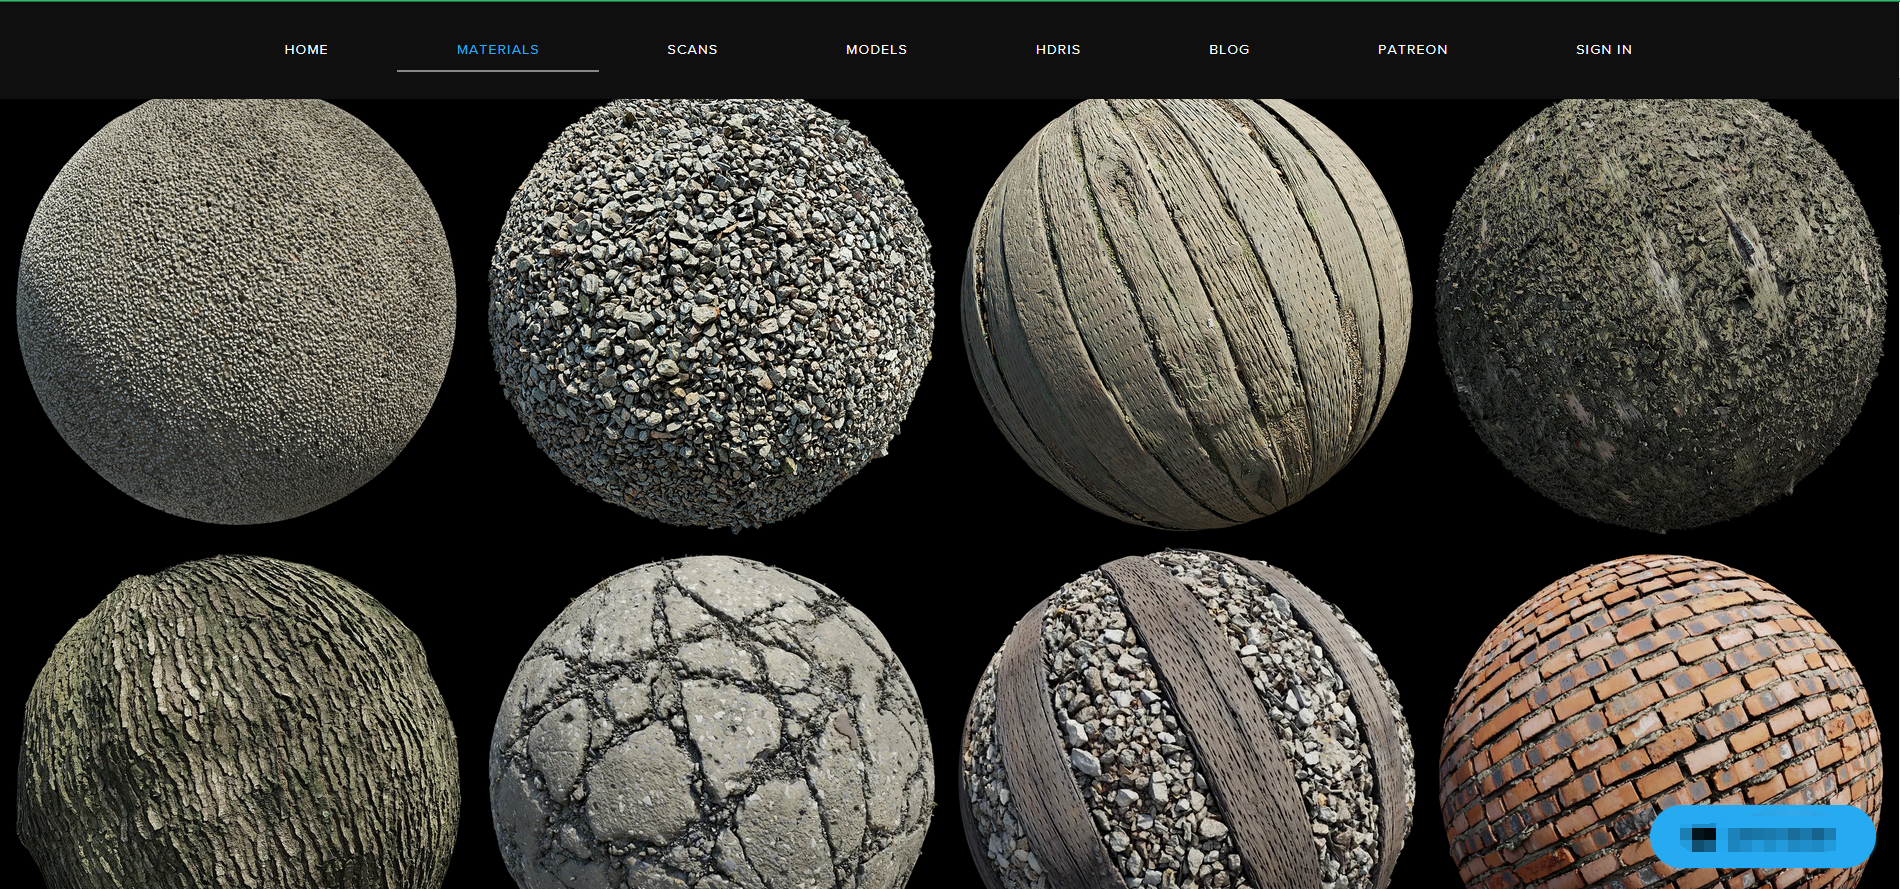 HOME MATERIALS SCANS MODELS HDRIS BLOG PATREON SIGN IN